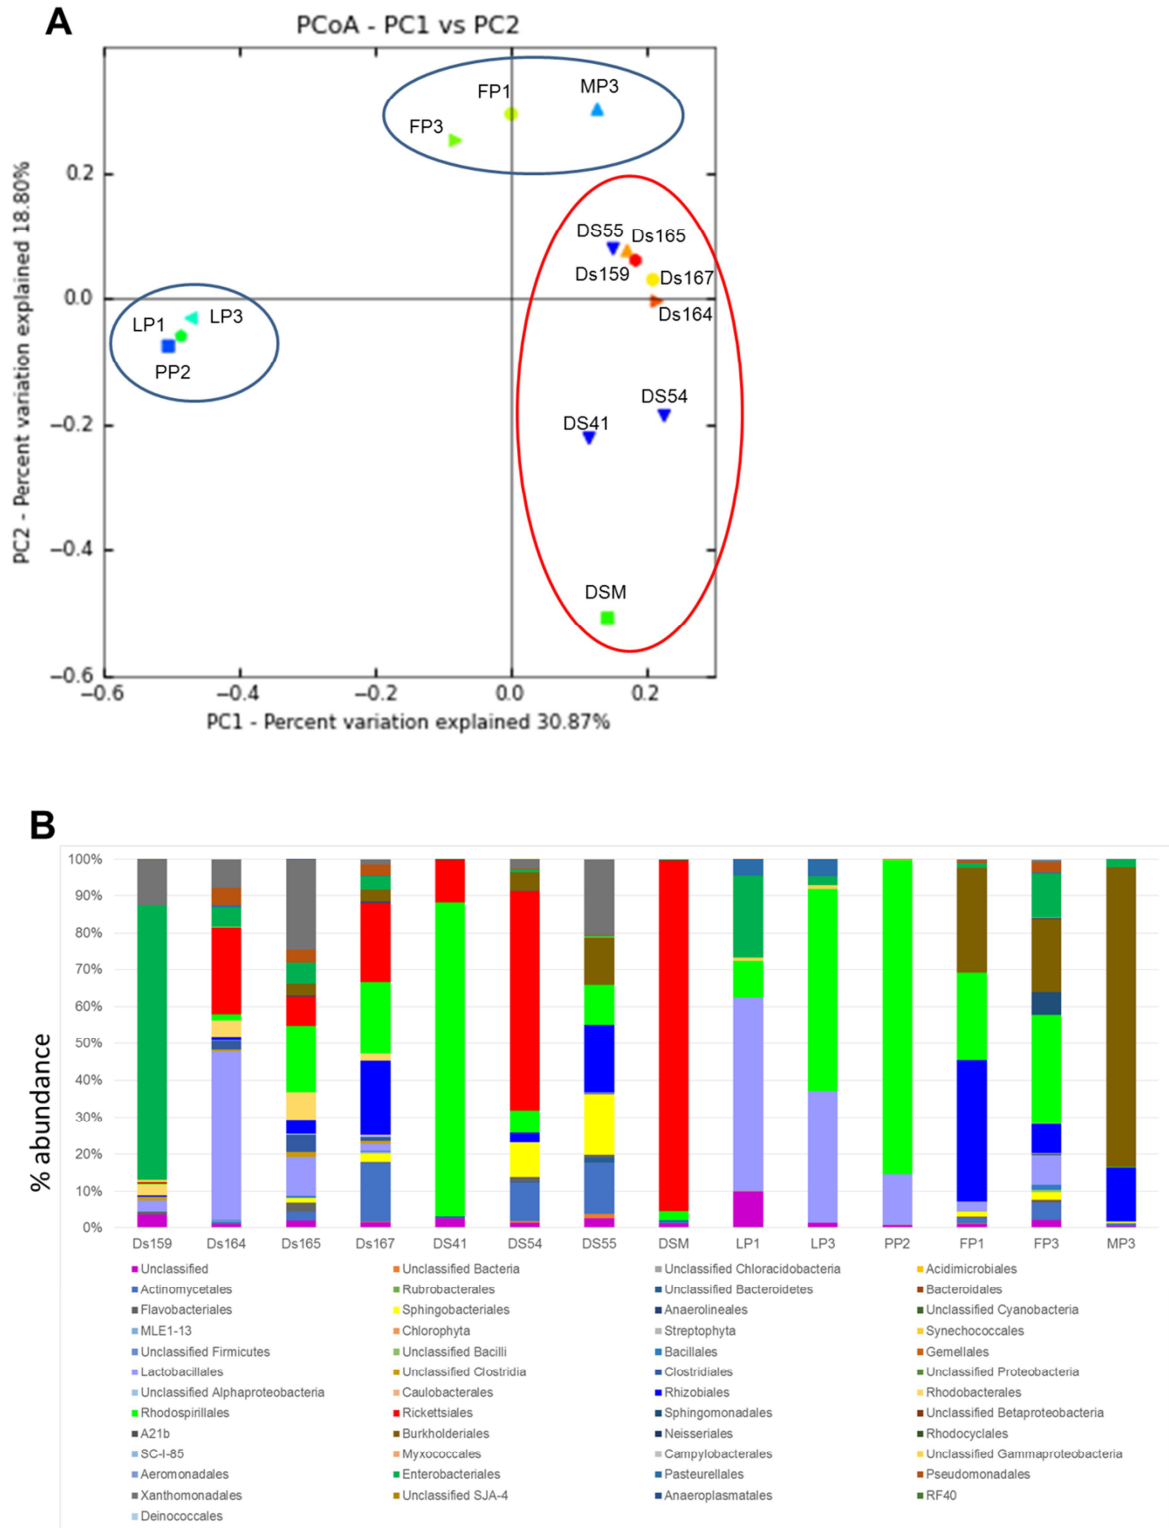 A
PCoA - PC1 vs PC2
FP1
MP3
FP3
0.2
DS55
Ds165
Ds159
Ds167
0.0
Ds164
LP1
LP3
PP2
DS54
−0.2
DS41
−0.4
DSM
−0.6
−0.6 −0.4 −0.2 0.0 0.2
PC1 - Percent variation explained 30.87%
PC2 - Percent variation explained 18.80%
B
100%
90%
80%
70%
60%
50%
40%
30%
20%
10%
0%
% abundance
Ds159 Ds164 Ds165 Ds167 DS41 DS54 DS55 DSM LP1 LP3 PP2 FP1 FP3 MP3
Unclassified Unclassified Bacteria Unclassified Chloracidobacteria Acidimicrobiales
Actinomycetales Rubrobacterales Unclassified Bacteroidetes Bacteroidales
Flavobacteriales Sphingobacteriales Anaerolineales Unclassified Cyanobacteria
MLE1-13 Chlorophyta Streptophyta Synechococcales
Unclassified Firmicutes Unclassified Bacilli Bacillales Gemellales
Lactobacillales Unclassified Clostridia Clostridiales Unclassified Proteobacteria
Unclassified Alphaproteobacteria Caulobacterales Rhizobiales Rhodobacterales
Rhodospirillales Rickettsiales Sphingomonadales Unclassified Betaproteobacteria
A21b Burkholderiales Neisseriales Rhodocyclales
SC-I-85 Myxococcales Campylobacterales Unclassified Gammaproteobacteria
Aeromonadales Enterobacteriales Pasteurellales Pseudomonadales
Xanthomonadales Unclassified SJA-4 Anaeroplasmatales RF40
Deinococcales